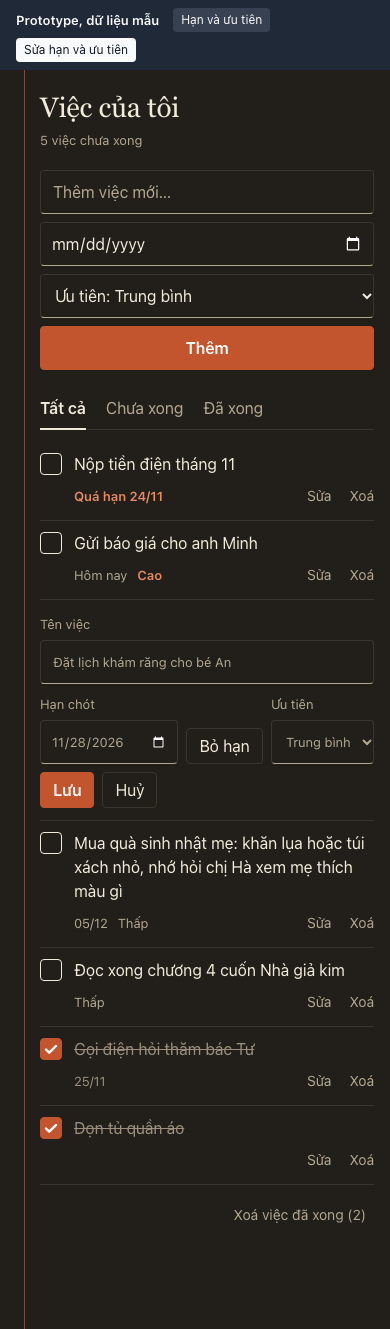 Prototype, dữ liệu mẫu
Hạn và ưu tiên
Sửa hạn và ưu tiên
Việc của tôi
5 việc chưa xong
Thêm việc mới...
mm/dd/yyyy
Ưu tiên: Trung bình
Thêm
Tất cả
Chưa xong
Đã xong
Nộp tiền điện tháng 11
Quá hạn 24/11
Sửa
Xoá
Gửi báo giá cho anh Minh
Hôm nay
Cao
Sửa
Xoá
Tên việc
Đặt lịch khám răng cho bé An
Hạn chót
Ưu tiên
11/28/2026
Bỏ hạn
Trung bình
Lưu
Huỷ
Mua quà sinh nhật mẹ: khăn lụa hoặc túi
xách nhỏ, nhớ hỏi chị Hà xem mẹ thích
màu gì
05/12
Thấp
Sửa
Xoá
Đọc xong chương 4 cuốn Nhà giả kim
Thấp
Sửa
Xoá
Gọi điện hỏi thăm bác Tư
25/11
Sửa
Xoá
Dọn tủ quần áo
Sửa
Xoá
Xoá việc đã xong (2)